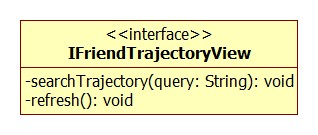 <<interface>>
IFriendTrajectoryView
-searchTrajectory(query: String): void
-refresh(): void